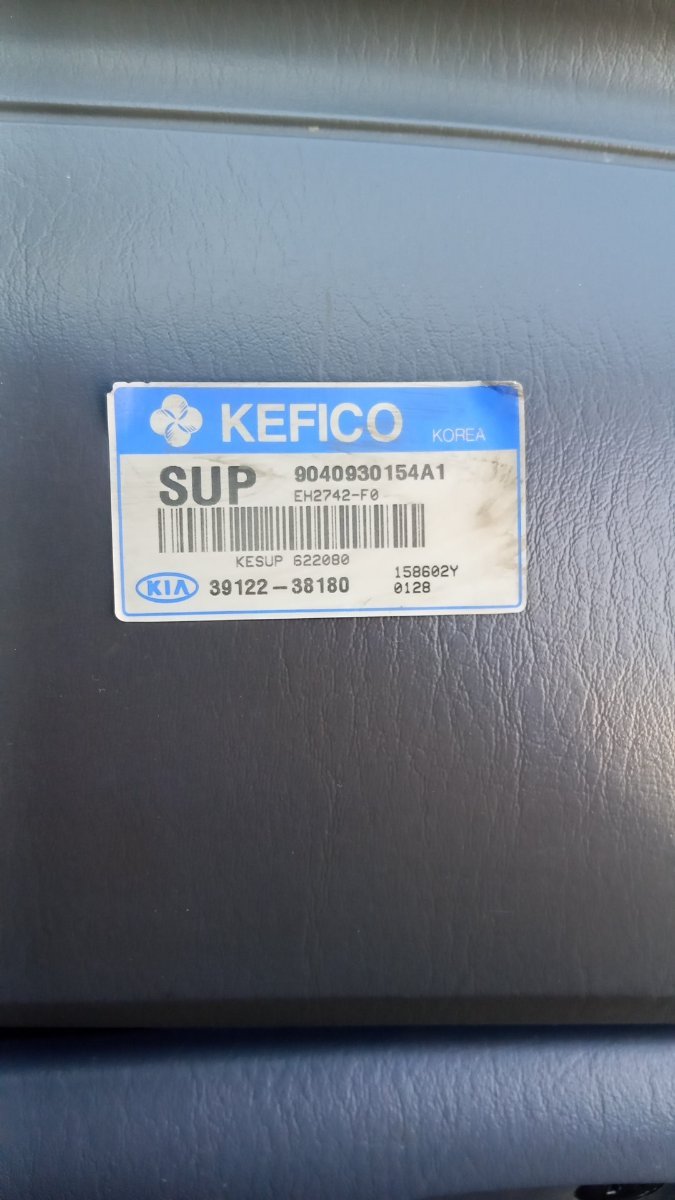 KEFICO KOREA
SUP 9040930154A1
EH2742-F0
KESUP 622080
KIA 39122-38180
158602Y
0128